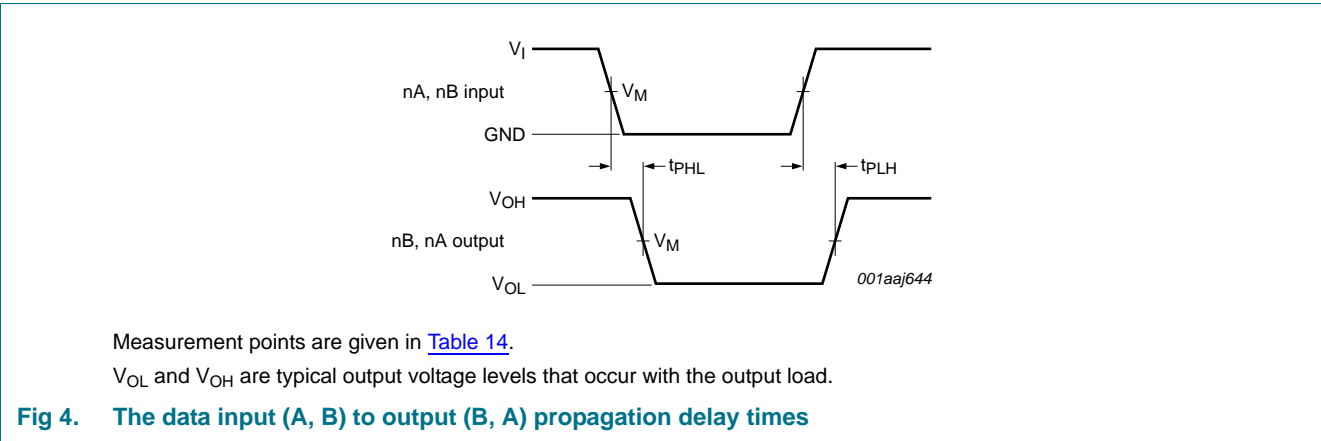 VI
nA, nB input
VM
GND
tPHL
tPLH
VOH
nB, nA output
VM
VOL
001aaj644
Measurement points are given in Table 14.
VOL and VOH are typical output voltage levels that occur with the output load.
Fig 4. The data input (A, B) to output (B, A) propagation delay times